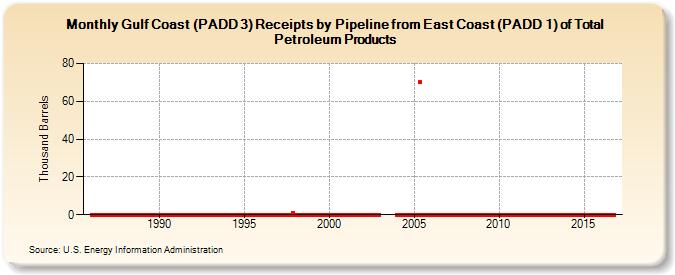 Monthly Gulf Coast (PADD 3) Receipts by Pipeline from East Coast (PADD 1) of Total
Petroleum Products
Thousand Barrels
80
60
40
20
0
1990
1995
2000
2005
2010
2015
Source: U.S. Energy Information Administration